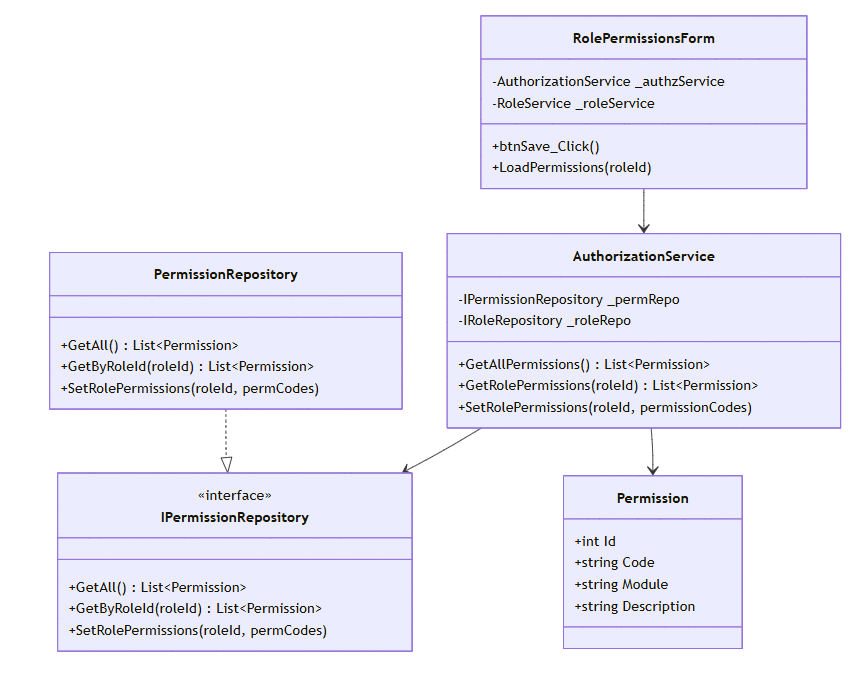 RolePermissionsForm
-AuthorizationService _authzService
-RoleService _roleService
+btnSave_Click()
+LoadPermissions(roleId)
PermissionRepository
+GetAll() : List<Permission>
+GetByRoleId(roleId) : List<Permission>
+SetRolePermissions(roleId, permCodes)
AuthorizationService
-IPermissionRepository _permRepo
-IRoleRepository _roleRepo
+GetAllPermissions() : List<Permission>
+GetRolePermissions(roleId) : List<Permission>
+SetRolePermissions(roleId, permissionCodes)
«interface»
IPermissionRepository
+GetAll() : List<Permission>
+GetByRoleId(roleId) : List<Permission>
+SetRolePermissions(roleId, permCodes)
Permission
+int Id
+string Code
+string Module
+string Description